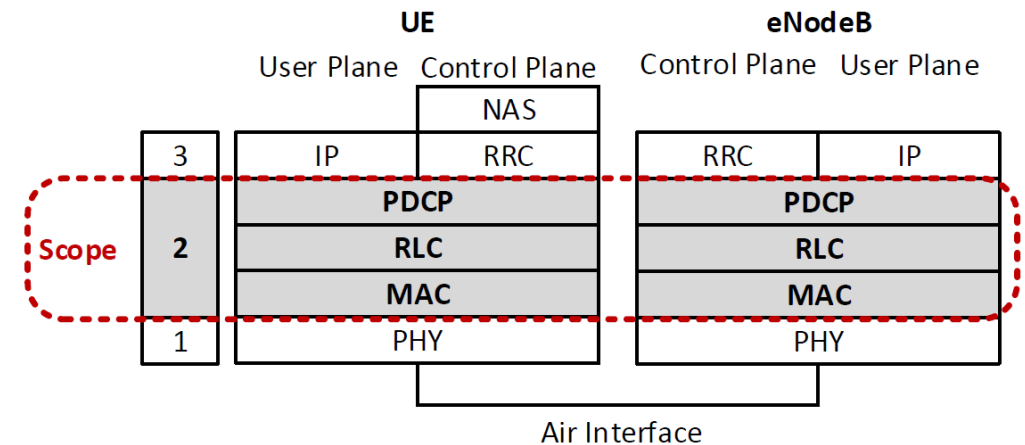 UE eNodeB
User Plane Control Plane Control Plane User Plane
NAS
3 IP RRC RRC IP
PDCP PDCP
Scope 2 RLC RLC
MAC MAC
1 PHY PHY
Air Interface